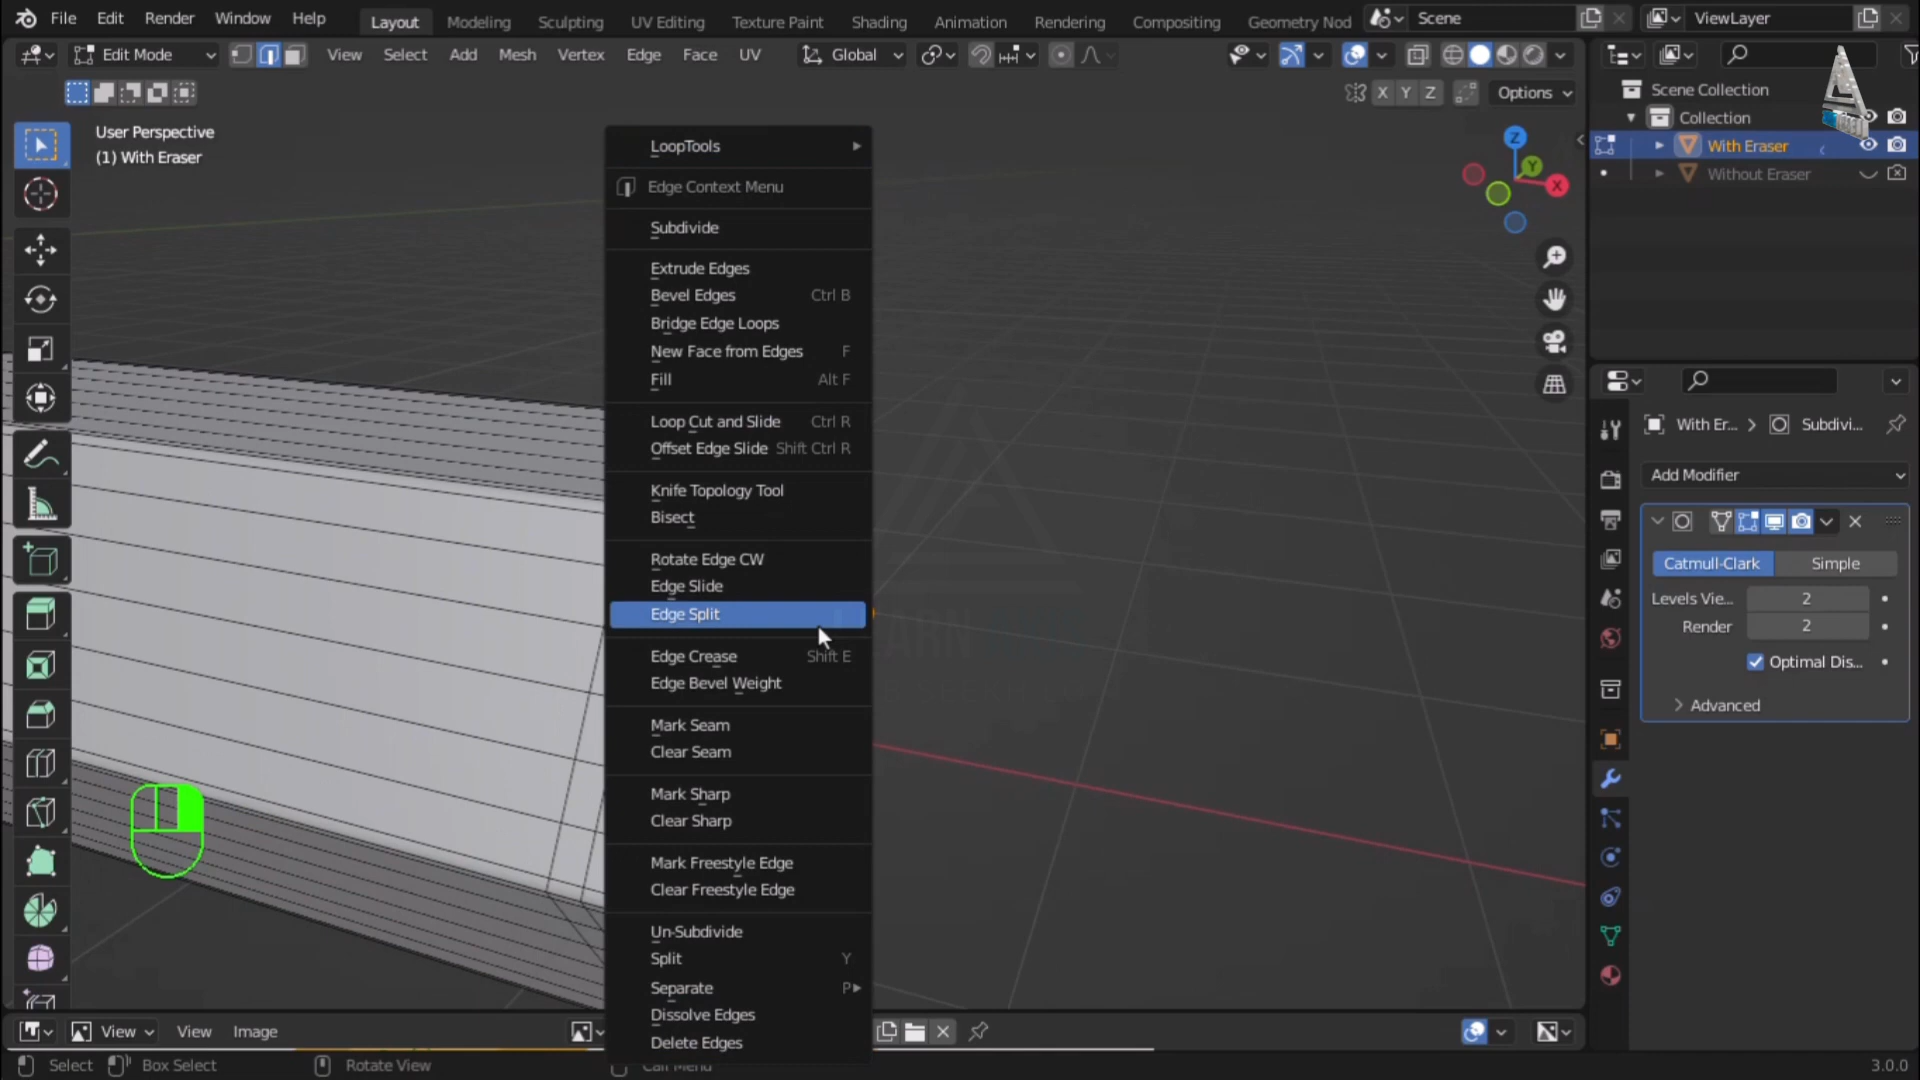 File Edit Render Window Help Layout Modeling Sculpting UV Editing Texture Paint Shading Animation Rendering Compositing Geometry Nod Scene ViewLayer
Edit Mode View Select Add Mesh Vertex Edge Face UV Global
X Y Z Options
User Perspective
(1) With Eraser
Z
Y
X
LoopTools
Edge Context Menu
Subdivide
Extrude Edges
Bevel Edges Ctrl B
Bridge Edge Loops
New Face from Edges F
Fill Alt F
Loop Cut and Slide Ctrl R
Offset Edge Slide Shift Ctrl R
Knife Topology Tool
Bisect
Rotate Edge CW
Edge Slide
Edge Split
Edge Crease Shift E
Edge Bevel Weight
Mark Seam
Clear Seam
Mark Sharp
Clear Sharp
Mark Freestyle Edge
Clear Freestyle Edge
Un-Subdivide
Split Y
Separate P
Dissolve Edges
Delete Edges
Scene Collection
Collection
With Eraser
Without Eraser
With Er... Subdivi...
Add Modifier
Catmull-Clark Simple
Levels Vie... 2
Render 2
Optimal Dis...
Advanced
View View Image
Select Box Select Rotate View Call Menu 3.0.0